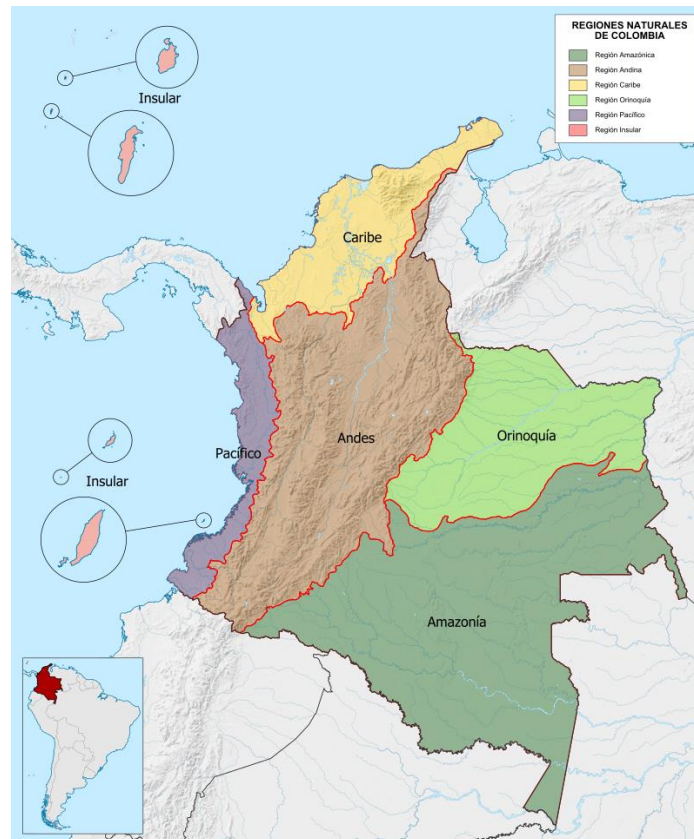 REGIONES NATURALES
DE COLOMBIA
Región Amazónica
Región Andina
Región Caribe
Región Orinoquía
Región Pacífico
Región Insular
Insular
Caribe
Andes
Orinoquía
Pacífico
Insular
Amazonía